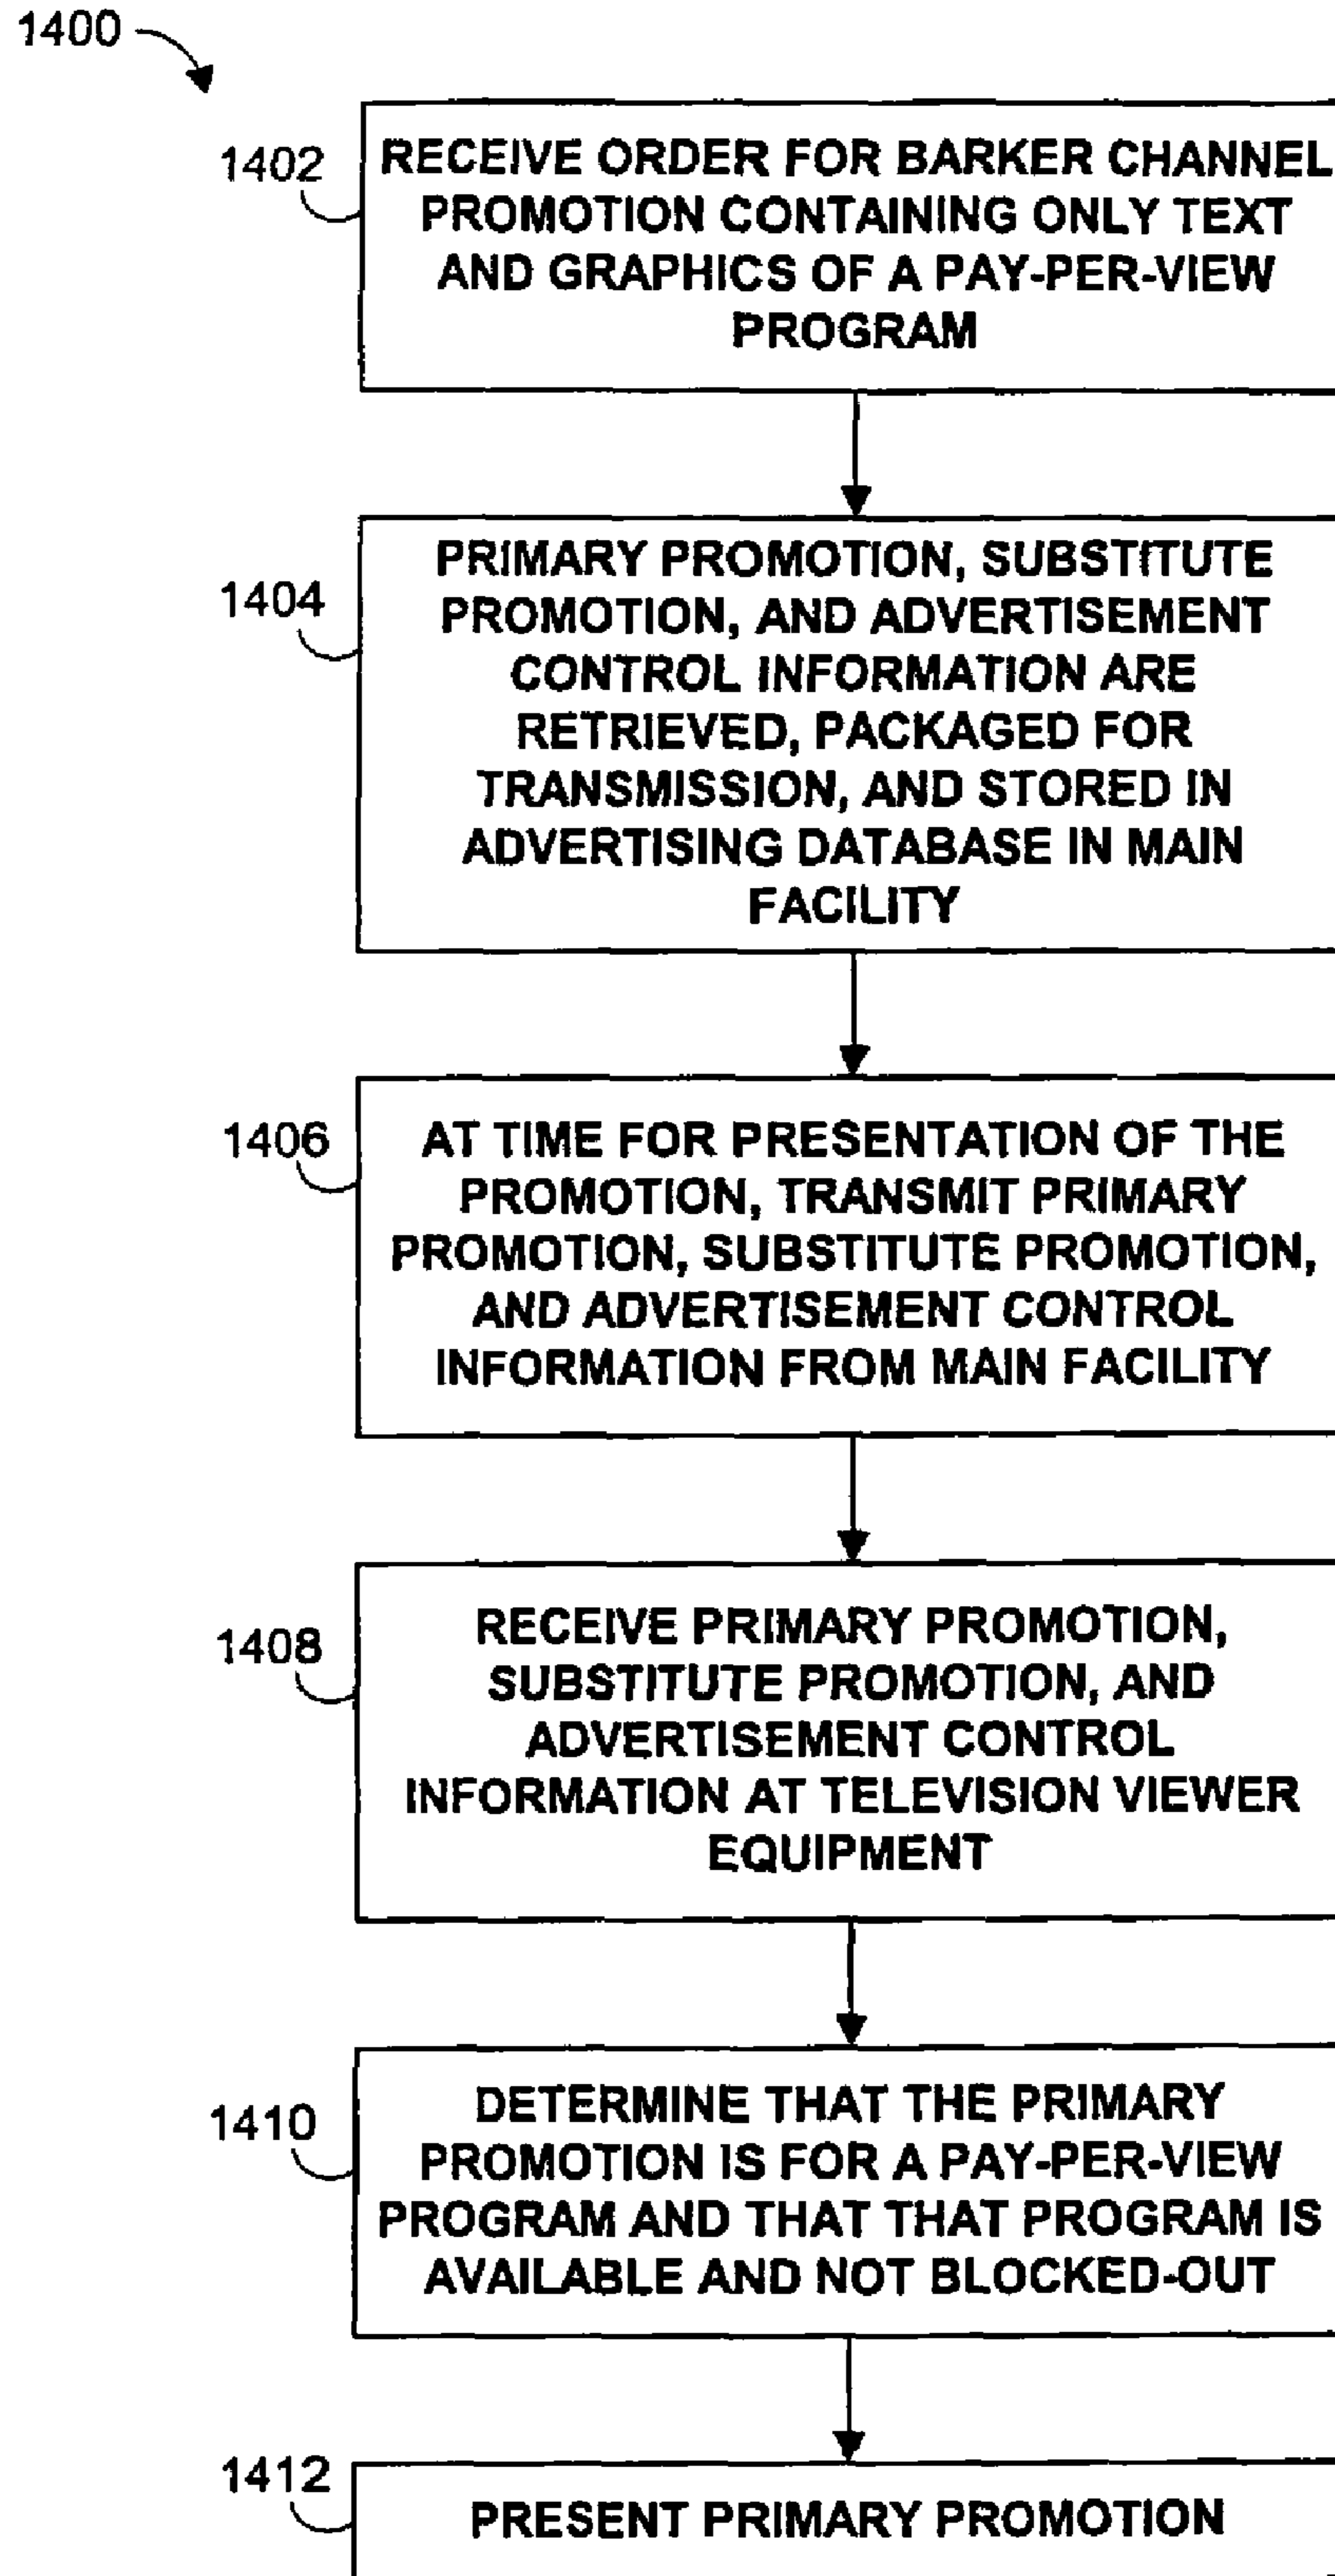 1400
1402
RECEIVE ORDER FOR BARKER CHANNEL
PROMOTION CONTAINING ONLY TEXT
AND GRAPHICS OF A PAY-PER-VIEW
PROGRAM
1404
PRIMARY PROMOTION, SUBSTITUTE
PROMOTION, AND ADVERTISEMENT
CONTROL INFORMATION ARE
RETRIEVED, PACKAGED FOR
TRANSMISSION, AND STORED IN
ADVERTISING DATABASE IN MAIN
FACILITY
1406
AT TIME FOR PRESENTATION OF THE
PROMOTION, TRANSMIT PRIMARY
PROMOTION, SUBSTITUTE PROMOTION,
AND ADVERTISEMENT CONTROL
INFORMATION FROM MAIN FACILITY
1408
RECEIVE PRIMARY PROMOTION,
SUBSTITUTE PROMOTION, AND
ADVERTISEMENT CONTROL
INFORMATION AT TELEVISION VIEWER
EQUIPMENT
1410
DETERMINE THAT THE PRIMARY
PROMOTION IS FOR A PAY-PER-VIEW
PROGRAM AND THAT THAT PROGRAM IS
AVAILABLE AND NOT BLOCKED-OUT
1412
PRESENT PRIMARY PROMOTION